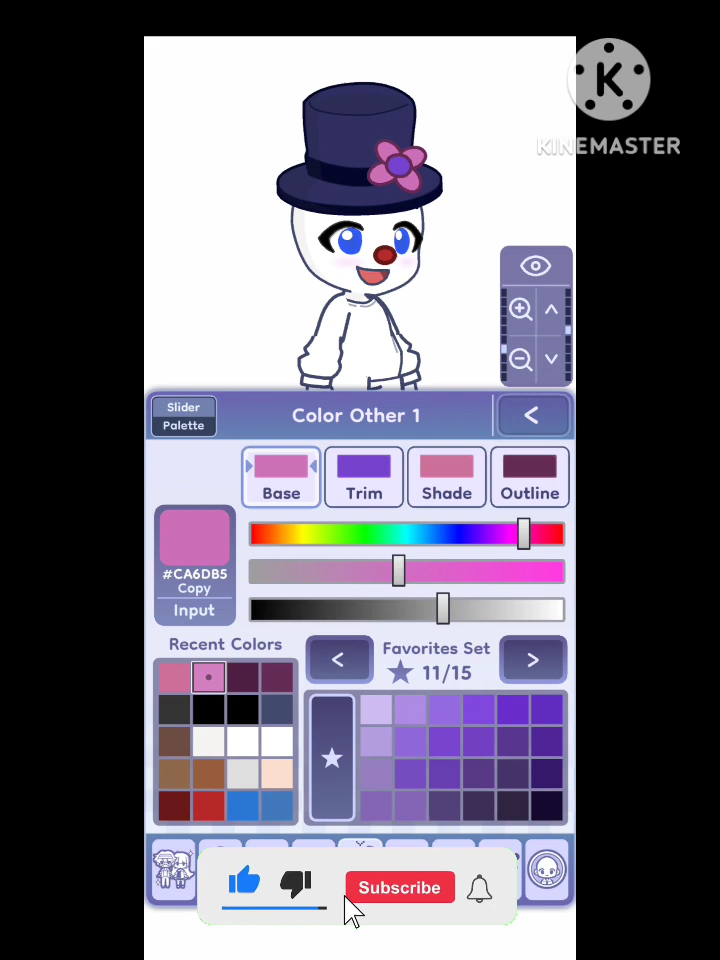 K
KINEMASTER
Slider
Palette
Color Other 1
<
Base
Trim
Shade
Outline
#CA6DB5
Copy
Input
Recent Colors
<
Favorites Set
11/15
>
Subscribe